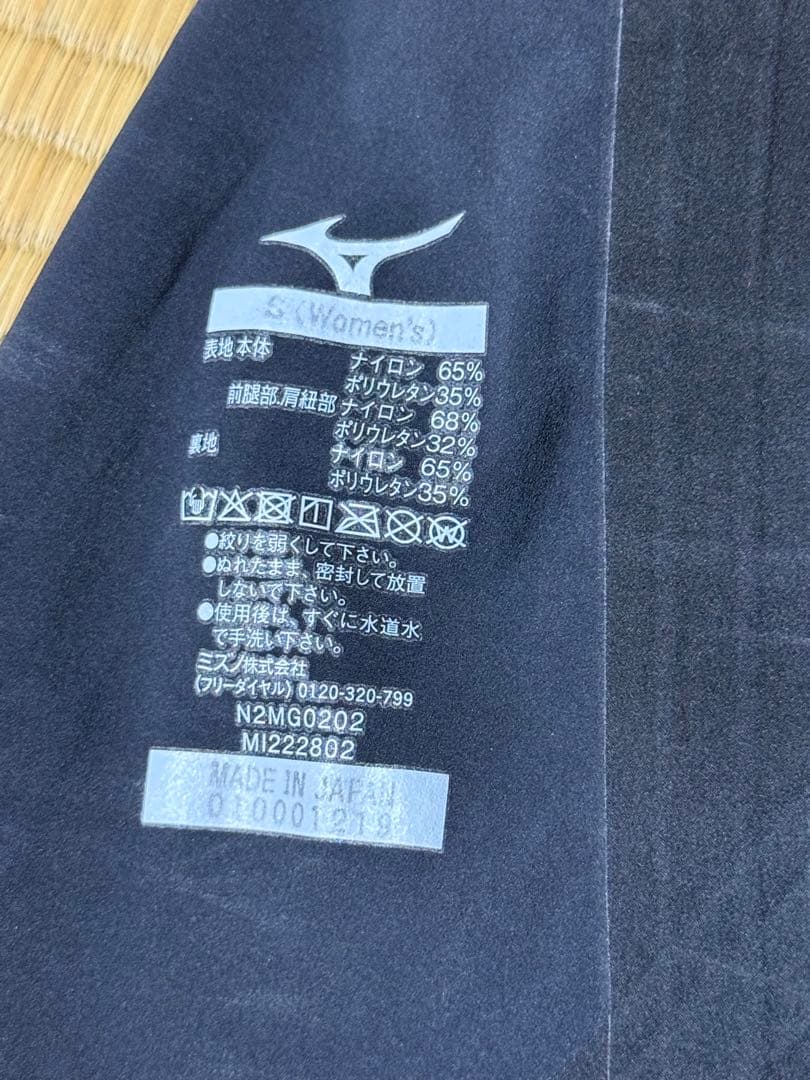 S (Women's)
表地 本体 ナイロン 65%
ポリウレタン35%
前腿部.肩紐部 ナイロン 68%
ポリウレタン32%
裏地 ナイロン 65%
ポリウレタン35%
●絞りを弱くして下さい。
●ぬれたまま、密封して放置
しないで下さい。
●使用後は、すぐに水道水
で手洗い下さい。
ミズノ株式会社
(フリーダイヤル) 0120-320-799
N2MG0202
MI222802
MADE IN JAPAN
0100012191